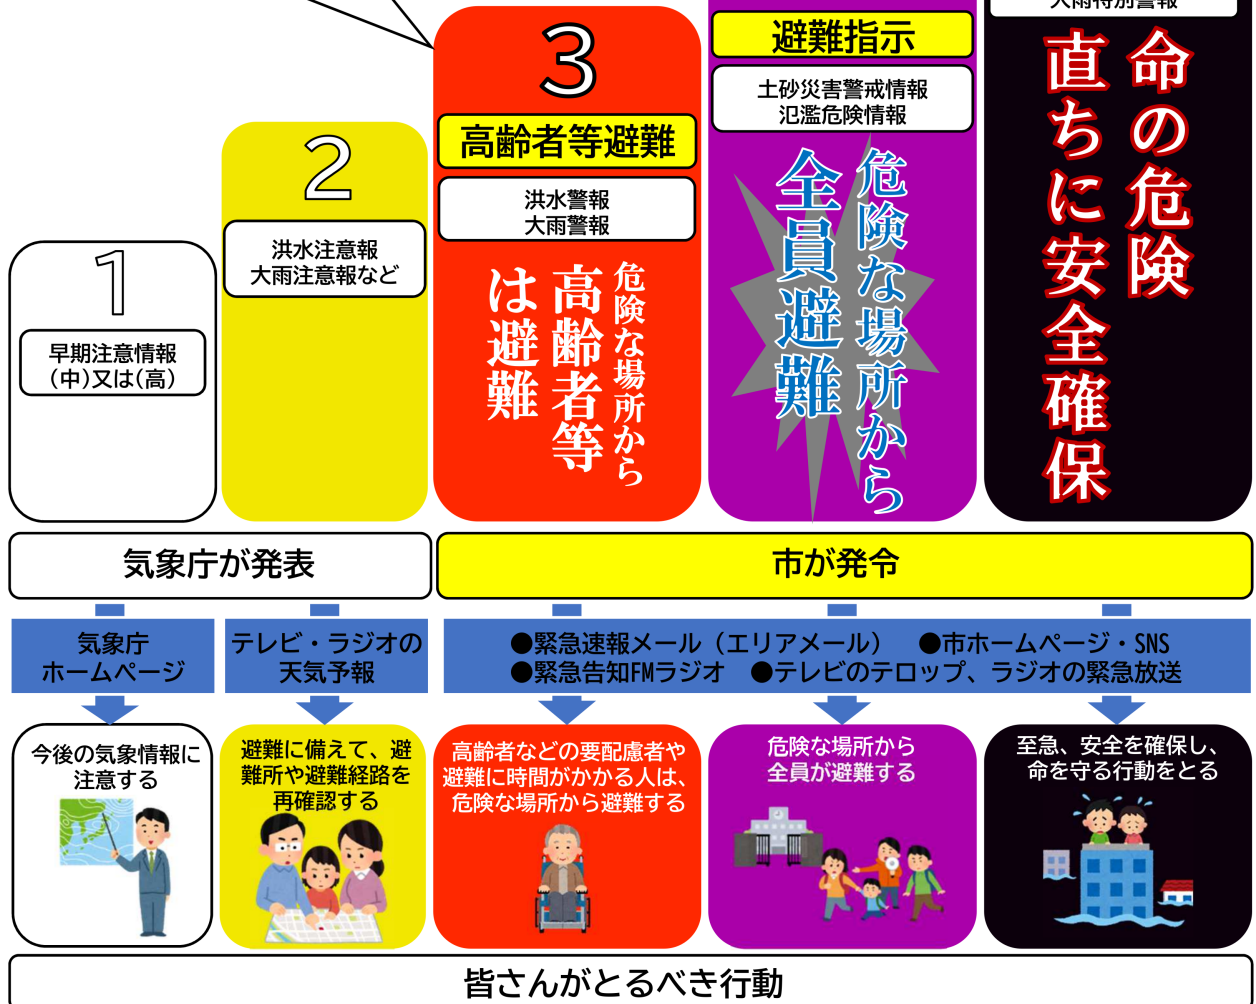 1
早期注意情報
(中)又は(高)
2
洪水注意報
大雨注意報など
3
高齢者等避難
洪水警報
大雨警報
危険な場所から
高齢者等
は避難
避難指示
土砂災害警戒情報
氾濫危険情報
危険な場所から
全員避難
大雨特別警報
命の危険
直ちに安全確保
気象庁が発表
市が発令
気象庁
ホームページ
テレビ・ラジオの
天気予報
●緊急速報メール（エリアメール） ●市ホームページ・SNS
●緊急告知FMラジオ ●テレビのテロップ、ラジオの緊急放送
今後の気象情報に
注意する
避難に備えて、避
難所や避難経路を
再確認する
高齢者などの要配慮者や
避難に時間がかかる人は、
危険な場所から避難する
危険な場所から
全員が避難する
至急、安全を確保し、
命を守る行動をとる
皆さんがとるべき行動